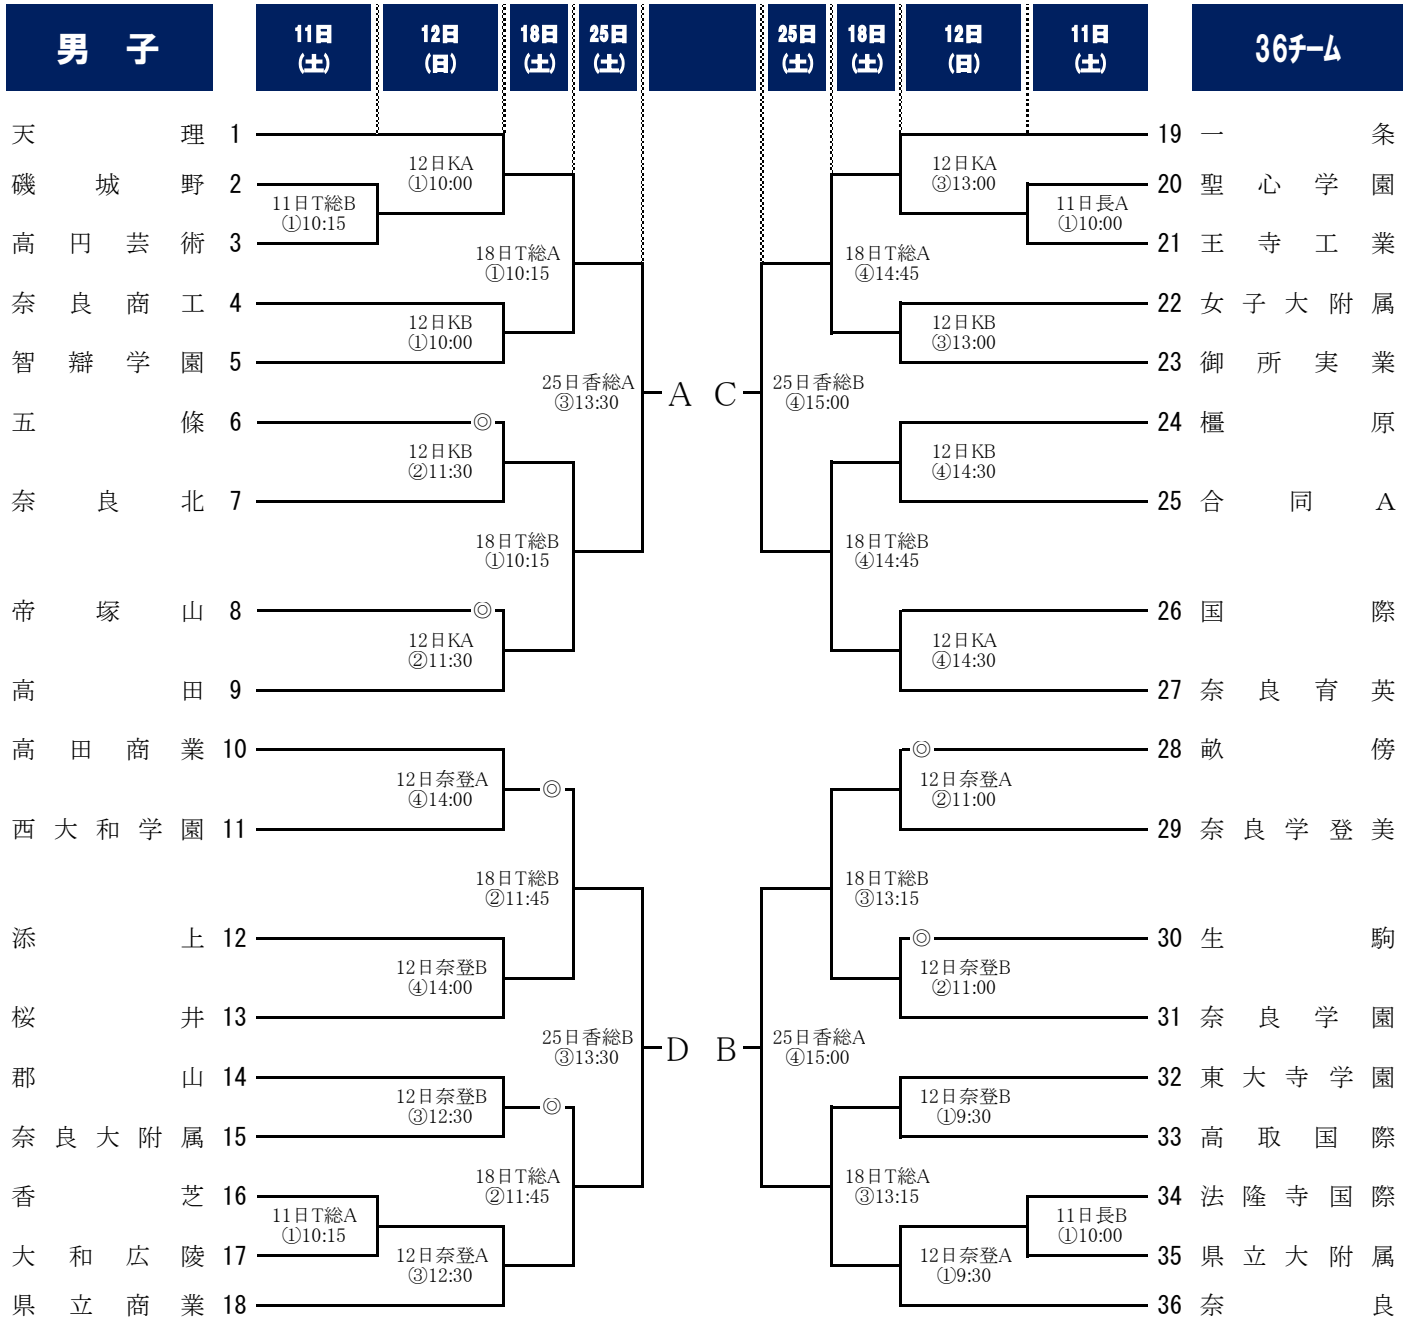 男子
11日
(土)
12日
(日)
18日
(土)
25日
(土)
25日
(土)
18日
(土)
12日
(日)
11日
(土)
36チーム
天理 1
磯城野 2
高円芸術 3
奈良商工 4
智辯学園 5
五條 6
奈良北 7
帝塚山 8
高田 9
高田商業 10
西大和学園 11
添上 12
桜井 13
郡山 14
奈良大附属 15
香芝 16
大和広陵 17
県立商業 18
11日T総B
①10:15
11日T総A
①10:15
12日KA
①10:00
12日KB
①10:00
◎
12日KB
②11:30
◎
12日KA
②11:30
12日奈登A
④14:00
12日奈登B
④14:00
12日奈登B
③12:30
12日奈登A
③12:30
18日T総A
①10:15
18日T総B
①10:15
◎
18日T総B
②11:45
◎
18日T総A
②11:45
25日香総A
③13:30
25日香総B
③13:30
A C
D B
25日香総B
④15:00
25日香総A
④15:00
18日T総A
④14:45
18日T総B
④14:45
18日T総B
③13:15
18日T総A
③13:15
12日KA
③13:00
12日KB
③13:00
12日KB
④14:30
12日KA
④14:30
◎
12日奈登A
②11:00
◎
12日奈登B
②11:00
12日奈登B
①9:30
12日奈登A
①9:30
11日長A
①10:00
11日長B
①10:00
19 一条
20 聖心学園
21 王寺工業
22 女子大附属
23 御所実業
24 橿原
25 合同A
26 国際
27 奈良育英
28 畝傍
29 奈良学登美
30 生駒
31 奈良学園
32 東大寺学園
33 高取国際
34 法隆寺国際
35 県立大附属
36 奈良